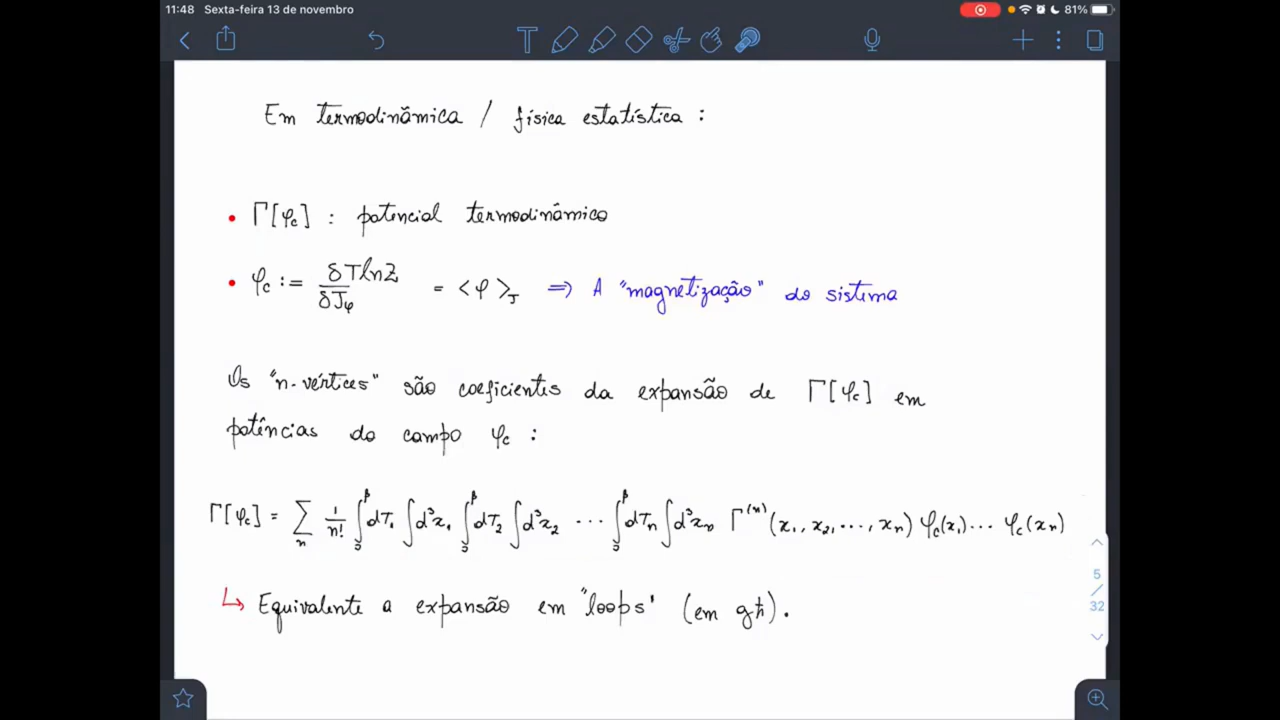 11:48 Sexta-feira 13 de novembro 81%
Em termodinâmica / física estatística :
• Γ[φc] : potencial termodinâmico
• φc := δTlnZ / δJφ = <φ>J ⇒ A "magnetização" do sistema
Os "n-vértices" são coeficientes da expansão de Γ[φc] em
potências do campo φc :
Γ[φc] = Σn 1/n! ∫0^β dτ1 ∫d³x1 ∫0^β dτ2 ∫d³x2 ... ∫0^β dτn ∫d³xn Γ^(n)(x1, x2, ..., xn) φc(x1)... φc(xn)
↳ Equivalente a expansão em "loops" (em għ).
5
/
32